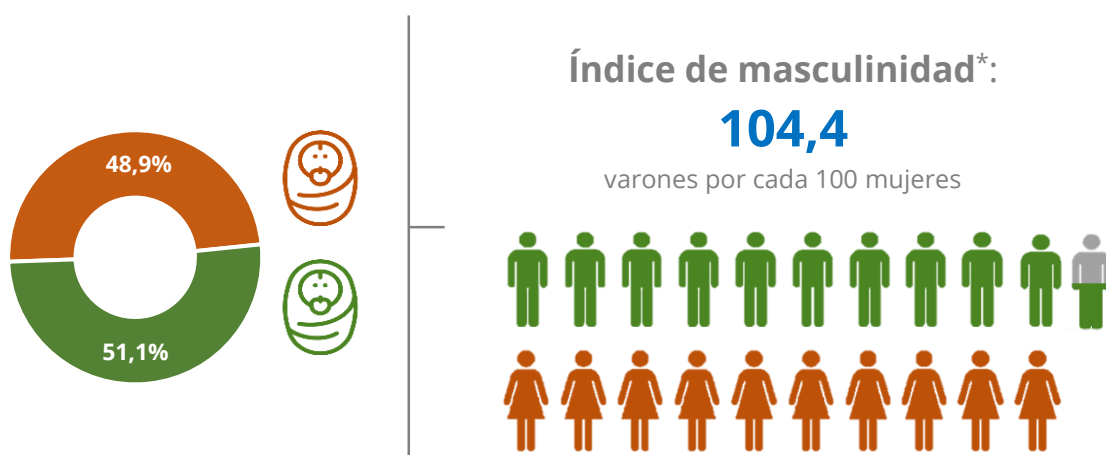 48,9%
51,1%
Índice de masculinidad*:
104,4
varones por cada 100 mujeres